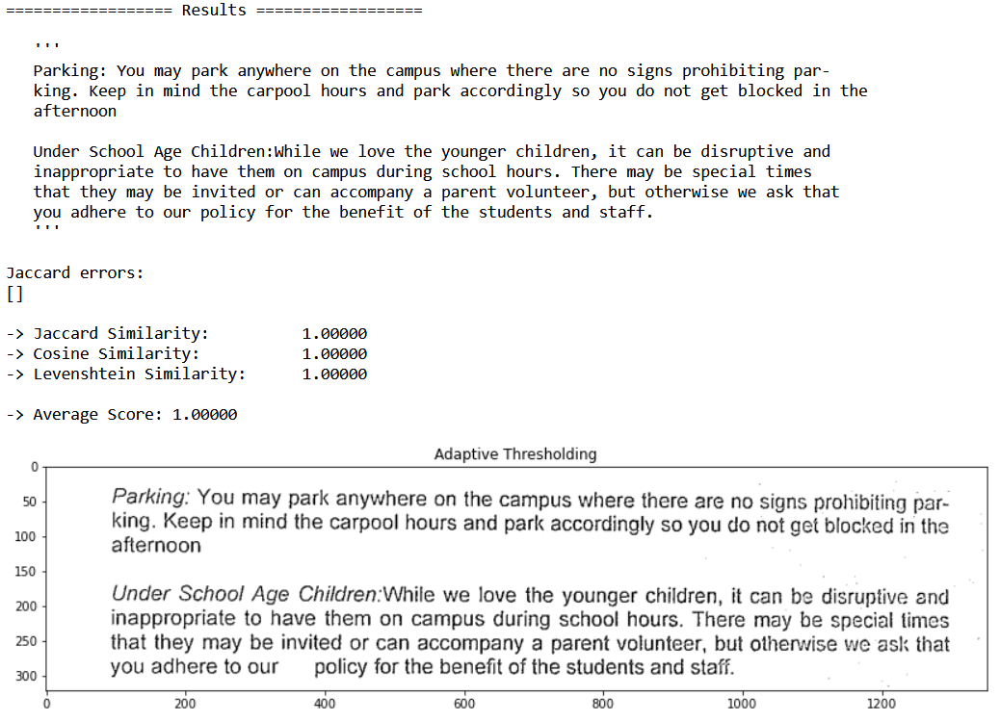 ================== Results ==================
'''
Parking: You may park anywhere on the campus where there are no signs prohibiting par-
king. Keep in mind the carpool hours and park accordingly so you do not get blocked in the
afternoon
Under School Age Children:While we love the younger children, it can be disruptive and
inappropriate to have them on campus during school hours. There may be special times
that they may be invited or can accompany a parent volunteer, but otherwise we ask that
you adhere to our policy for the benefit of the students and staff.
'''
Jaccard errors:
[]
-> Jaccard Similarity: 1.00000
-> Cosine Similarity: 1.00000
-> Levenshtein Similarity: 1.00000
-> Average Score: 1.00000
Adaptive Thresholding
0
50
100
150
200
250
300
Parking: You may park anywhere on the campus where there are no signs prohibiting par-
king. Keep in mind the carpool hours and park accordingly so you do not get blocked in the
afternoon
Under School Age Children:While we love the younger children, it can be disruptive and
inappropriate to have them on campus during school hours. There may be special times
that they may be invited or can accompany a parent volunteer, but otherwise we ask that
you adhere to our policy for the benefit of the students and staff.
0 200 400 600 800 1000 1200